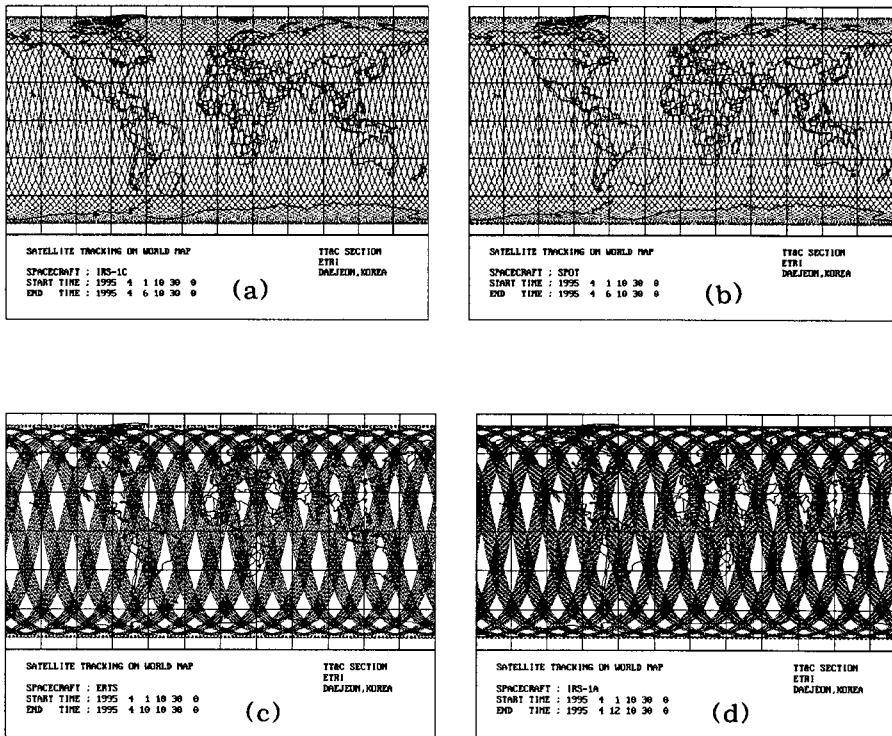 SATELLITE TRACKING ON WORLD MAP
TT&C SECTION
ETRI
DAEJEON,KOREA
SPACECRAFT : IRS-1C
START TIME : 1995 4 1 10 30 0
END TIME : 1995 4 6 10 30 0
(a)
SATELLITE TRACKING ON WORLD MAP
TT&C SECTION
ETRI
DAEJEON,KOREA
SPACECRAFT : SPOT
START TIME : 1995 4 1 10 30 0
END TIME : 1995 4 6 10 30 0
(b)
SATELLITE TRACKING ON WORLD MAP
TT&C SECTION
ETRI
DAEJEON,KOREA
SPACECRAFT : ERTS
START TIME : 1995 4 1 10 30 0
END TIME : 1995 4 10 10 30 0
(c)
SATELLITE TRACKING ON WORLD MAP
TT&C SECTION
ETRI
DAEJEON,KOREA
SPACECRAFT : IRS-1A
START TIME : 1995 4 1 10 30 0
END TIME : 1995 4 12 10 30 0
(d)